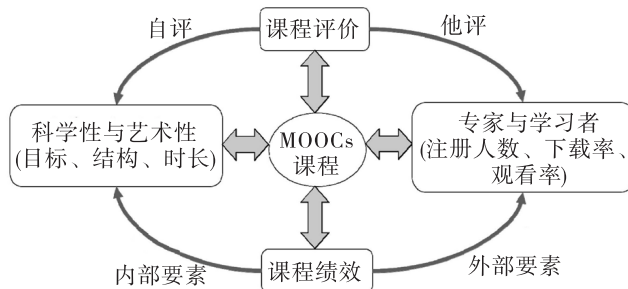 自评
课程评价
他评
科学性与艺术性
(目标、结构、时长)
MOOCs
课程
专家与学习者
(注册人数、下载率、
观看率)
内部要素
课程绩效
外部要素